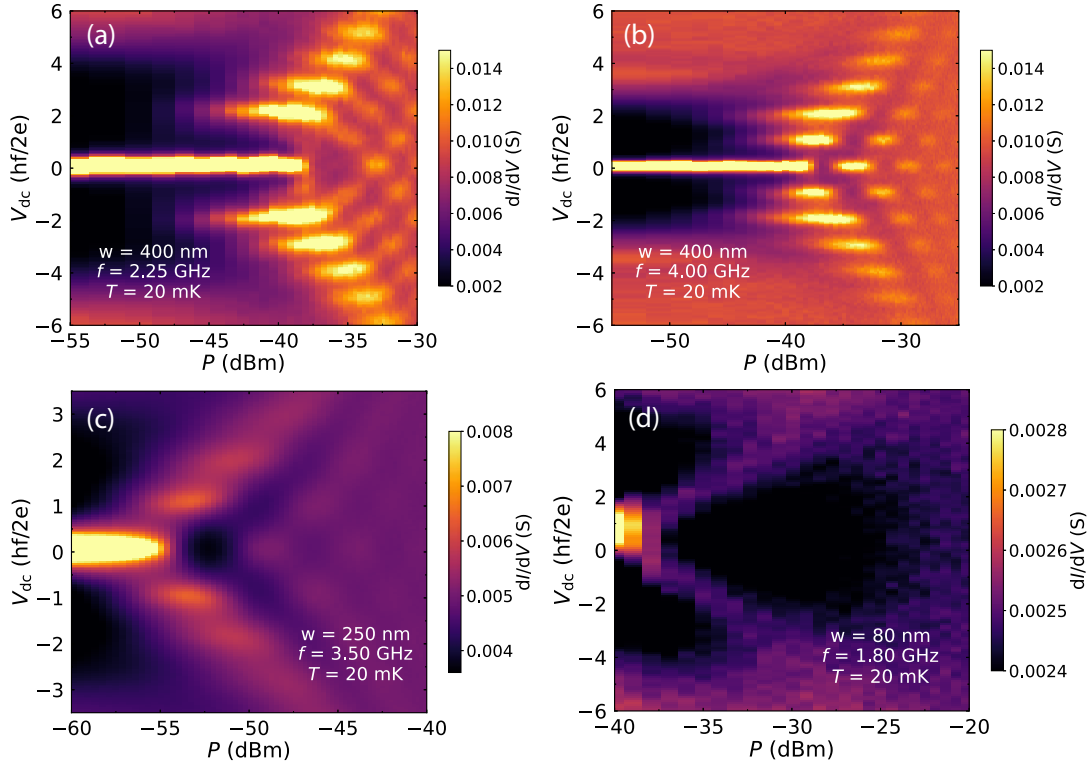 (a)
6
4
2
0
−2
−4
−6
V_dc (hf/2e)
−55 −50 −45 −40 −35 −30
P (dBm)
w = 400 nm
f = 2.25 GHz
T = 20 mK
0.014
0.012
0.010
0.008
0.006
0.004
0.002
dI/dV (S)
(b)
6
4
2
0
−2
−4
−6
V_dc (hf/2e)
−50 −40 −30
P (dBm)
w = 400 nm
f = 4.00 GHz
T = 20 mK
0.014
0.012
0.010
0.008
0.006
0.004
0.002
dI/dV (S)
(c)
3
2
1
0
−1
−2
−3
V_dc (hf/2e)
−60 −55 −50 −45 −40
P (dBm)
w = 250 nm
f = 3.50 GHz
T = 20 mK
0.008
0.007
0.006
0.005
0.004
dI/dV (S)
(d)
6
4
2
0
−2
−4
−6
V_dc (hf/2e)
−40 −35 −30 −25 −20
P (dBm)
w = 80 nm
f = 1.80 GHz
T = 20 mK
0.0028
0.0027
0.0026
0.0025
0.0024
dI/dV (S)